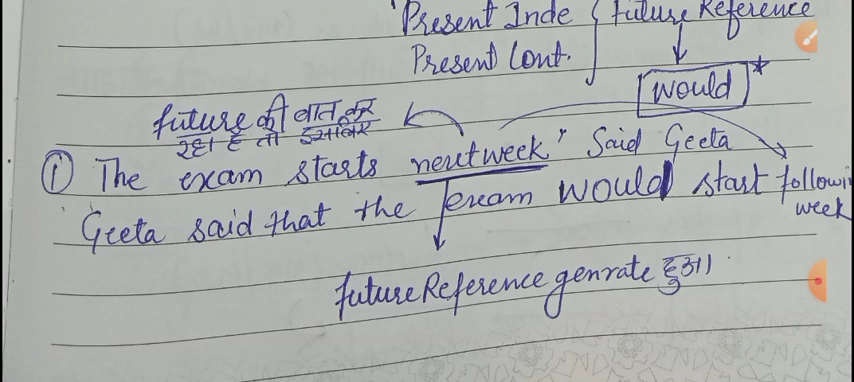 'Present Inde } future Reference
Present Cont.
would *
future की बात कर
रहा है तो इसलिए
① The exam starts next week" Said Geeta
Geeta said that the exam would start followi
week
future Reference genrate हुआ।